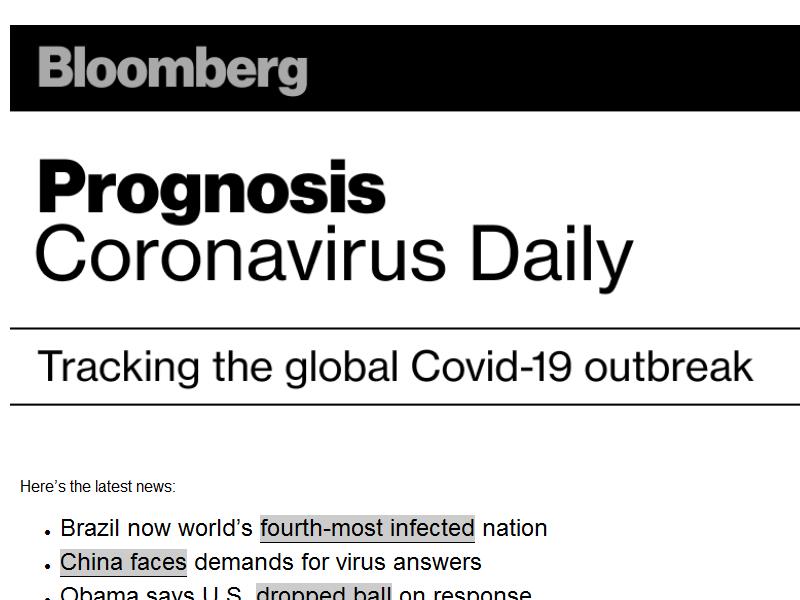 Bloomberg
Prognosis
Coronavirus Daily
Tracking the global Covid-19 outbreak
Here’s the latest news:
• Brazil now world’s fourth-most infected nation
• China faces demands for virus answers
• Obama says U.S. dropped ball on response